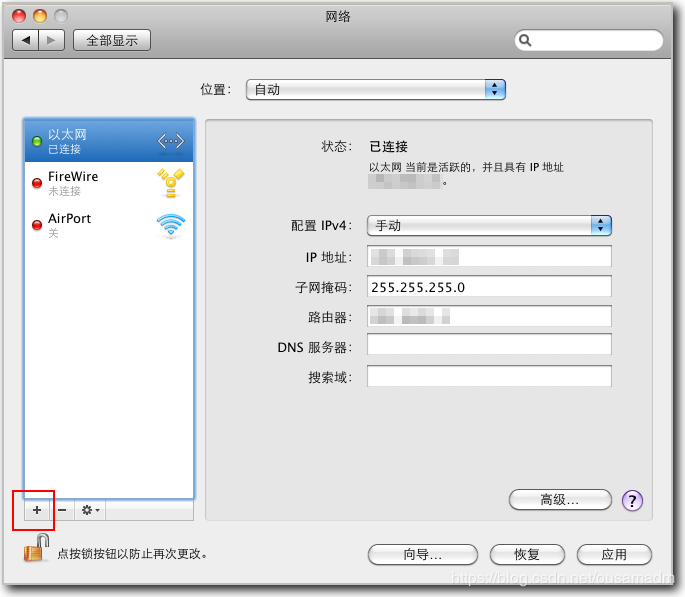 网络
全部显示
位置： 自动
以太网
已连接
FireWire
未连接
AirPort
关
状态： 已连接
以太网 当前是活跃的，并且具有 IP 地址
。
配置 IPv4： 手动
IP 地址：
子网掩码： 255.255.255.0
路由器：
DNS 服务器：
搜索域：
高级... ?
点按锁按钮以防止再次更改。
向导... 恢复 应用
https://blog.csdn.net/ousamadm